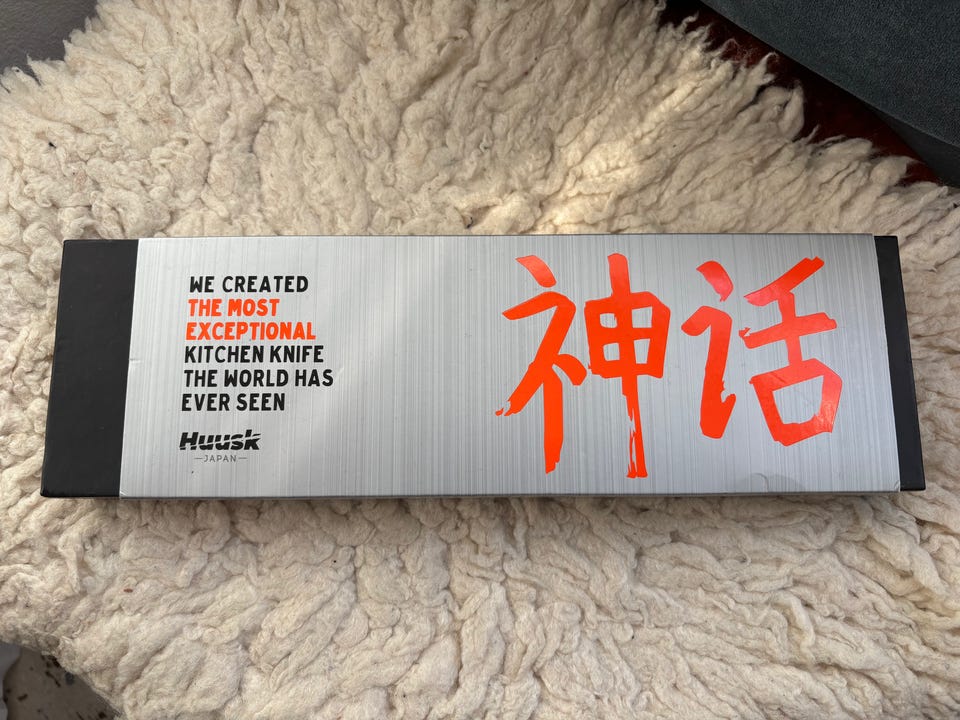 WE CREATED
THE MOST
EXCEPTIONAL
KITCHEN KNIFE
THE WORLD HAS
EVER SEEN
Huusk
—JAPAN—
神话